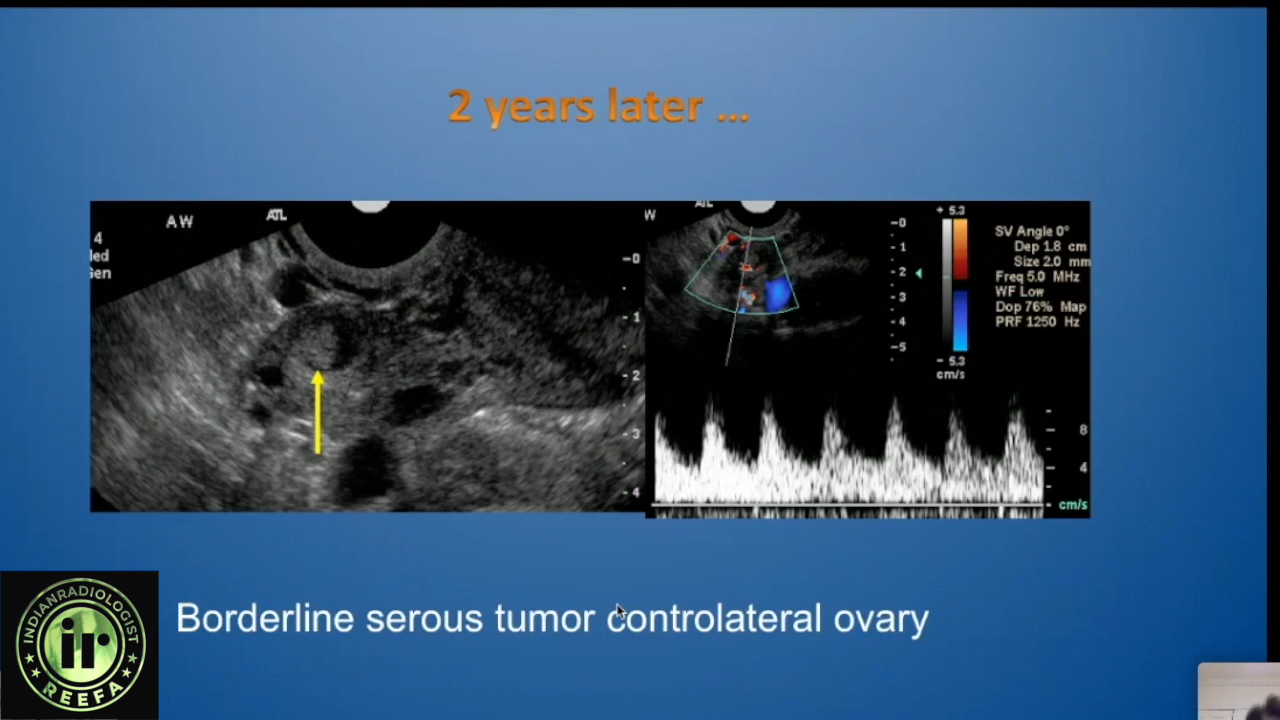 2 years later ...
AW
ATL
4
led
Gen
0
1
2
3
4
W
ATL
0
1
2
3
4
5
+ 5.3
- 5.3
cm/s
SV Angle 0°
Dep 1.8 cm
Size 2.0 mm
Freq 5.0 MHz
WF Low
Dop 76% Map
PRF 1250 Hz
8
4
cm/s
INDIANRADIOLOGIST
ir
REEFA
Borderline serous tumor controlateral ovary